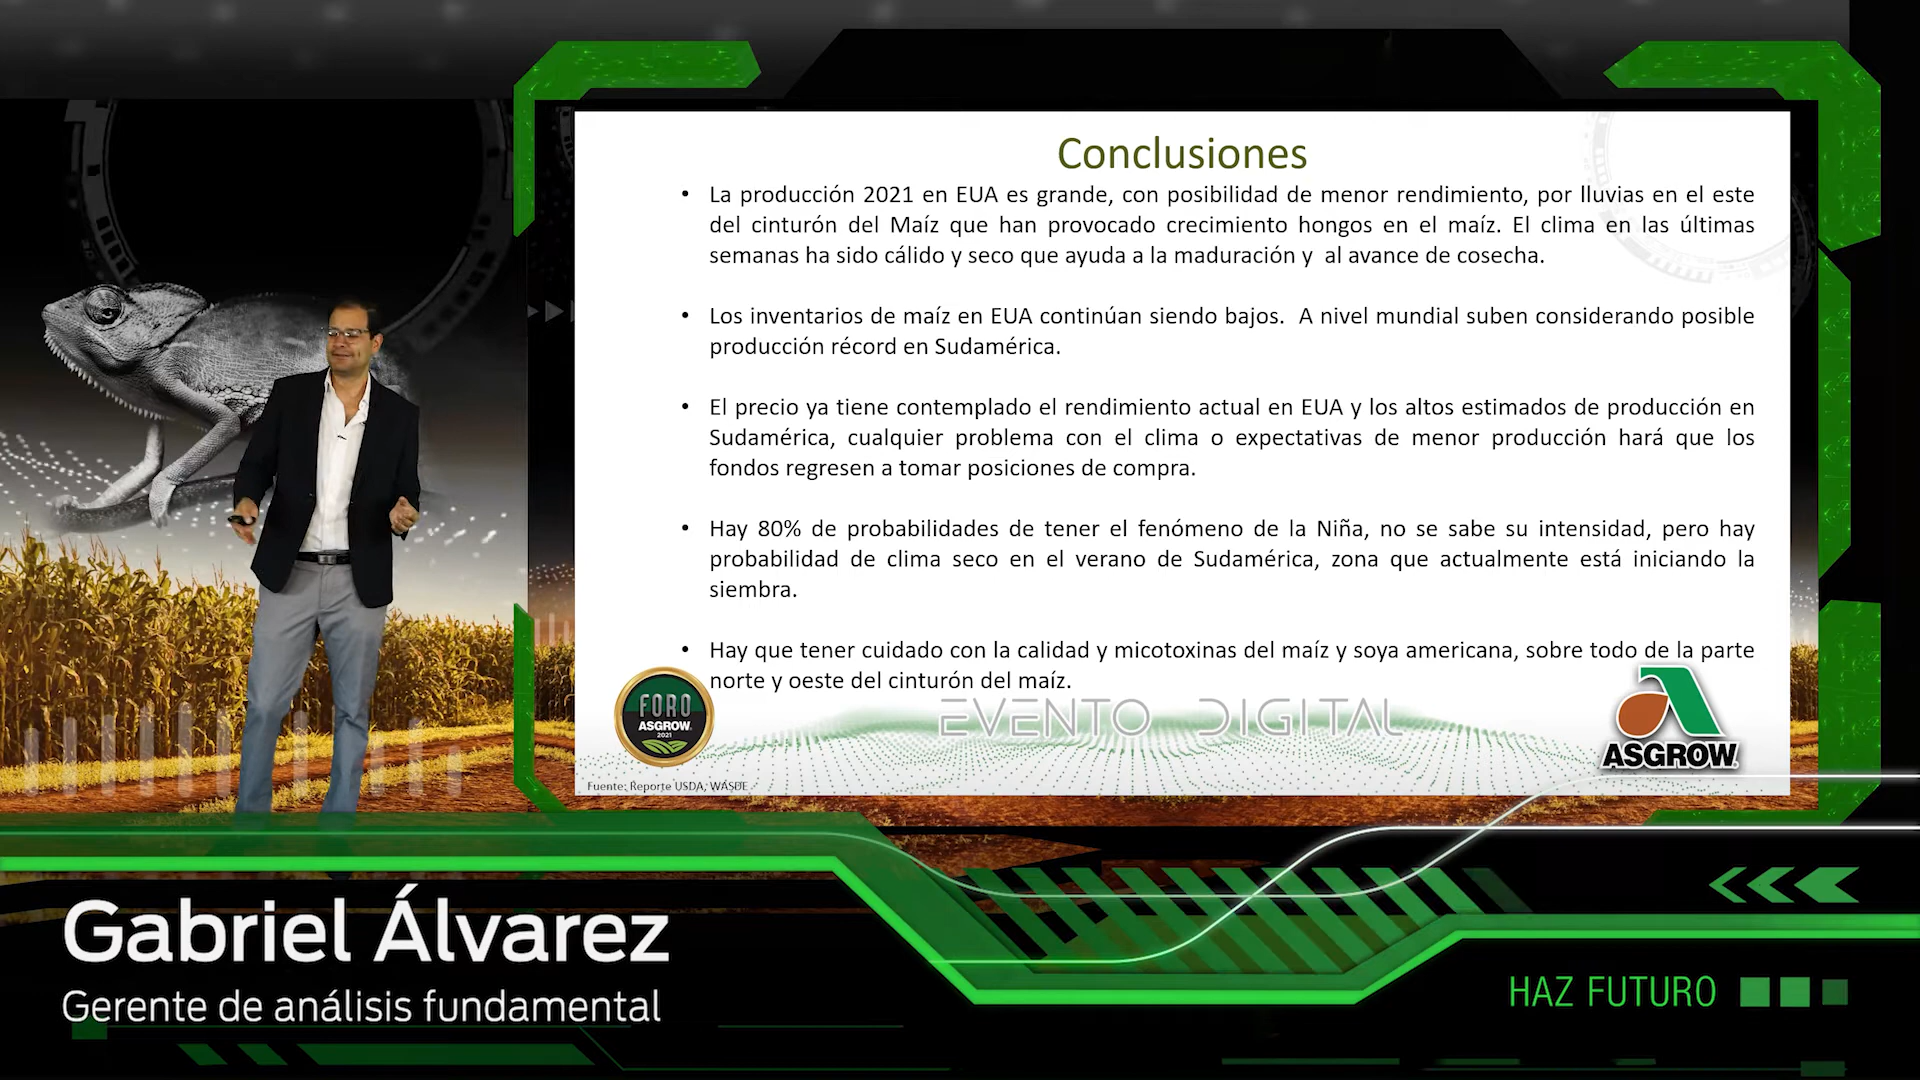 Conclusiones
• La producción 2021 en EUA es grande, con posibilidad de menor rendimiento, por lluvias en el este
del cinturón del Maíz que han provocado crecimiento hongos en el maíz. El clima en las últimas
semanas ha sido cálido y seco que ayuda a la maduración y al avance de cosecha.
• Los inventarios de maíz en EUA continúan siendo bajos. A nivel mundial suben considerando posible
producción récord en Sudamérica.
• El precio ya tiene contemplado el rendimiento actual en EUA y los altos estimados de producción en
Sudamérica, cualquier problema con el clima o expectativas de menor producción hará que los
fondos regresen a tomar posiciones de compra.
• Hay 80% de probabilidades de tener el fenómeno de la Niña, no se sabe su intensidad, pero hay
probabilidad de clima seco en el verano de Sudamérica, zona que actualmente está iniciando la
siembra.
• Hay que tener cuidado con la calidad y micotoxinas del maíz y soya americana, sobre todo de la parte
norte y oeste del cinturón del maíz.
FORO
ASGROW
2021
EVENTO DIGITAL
ASGROW
Fuente: Reporte USDA, WASDE
Gabriel Álvarez
Gerente de análisis fundamental
HAZ FUTURO